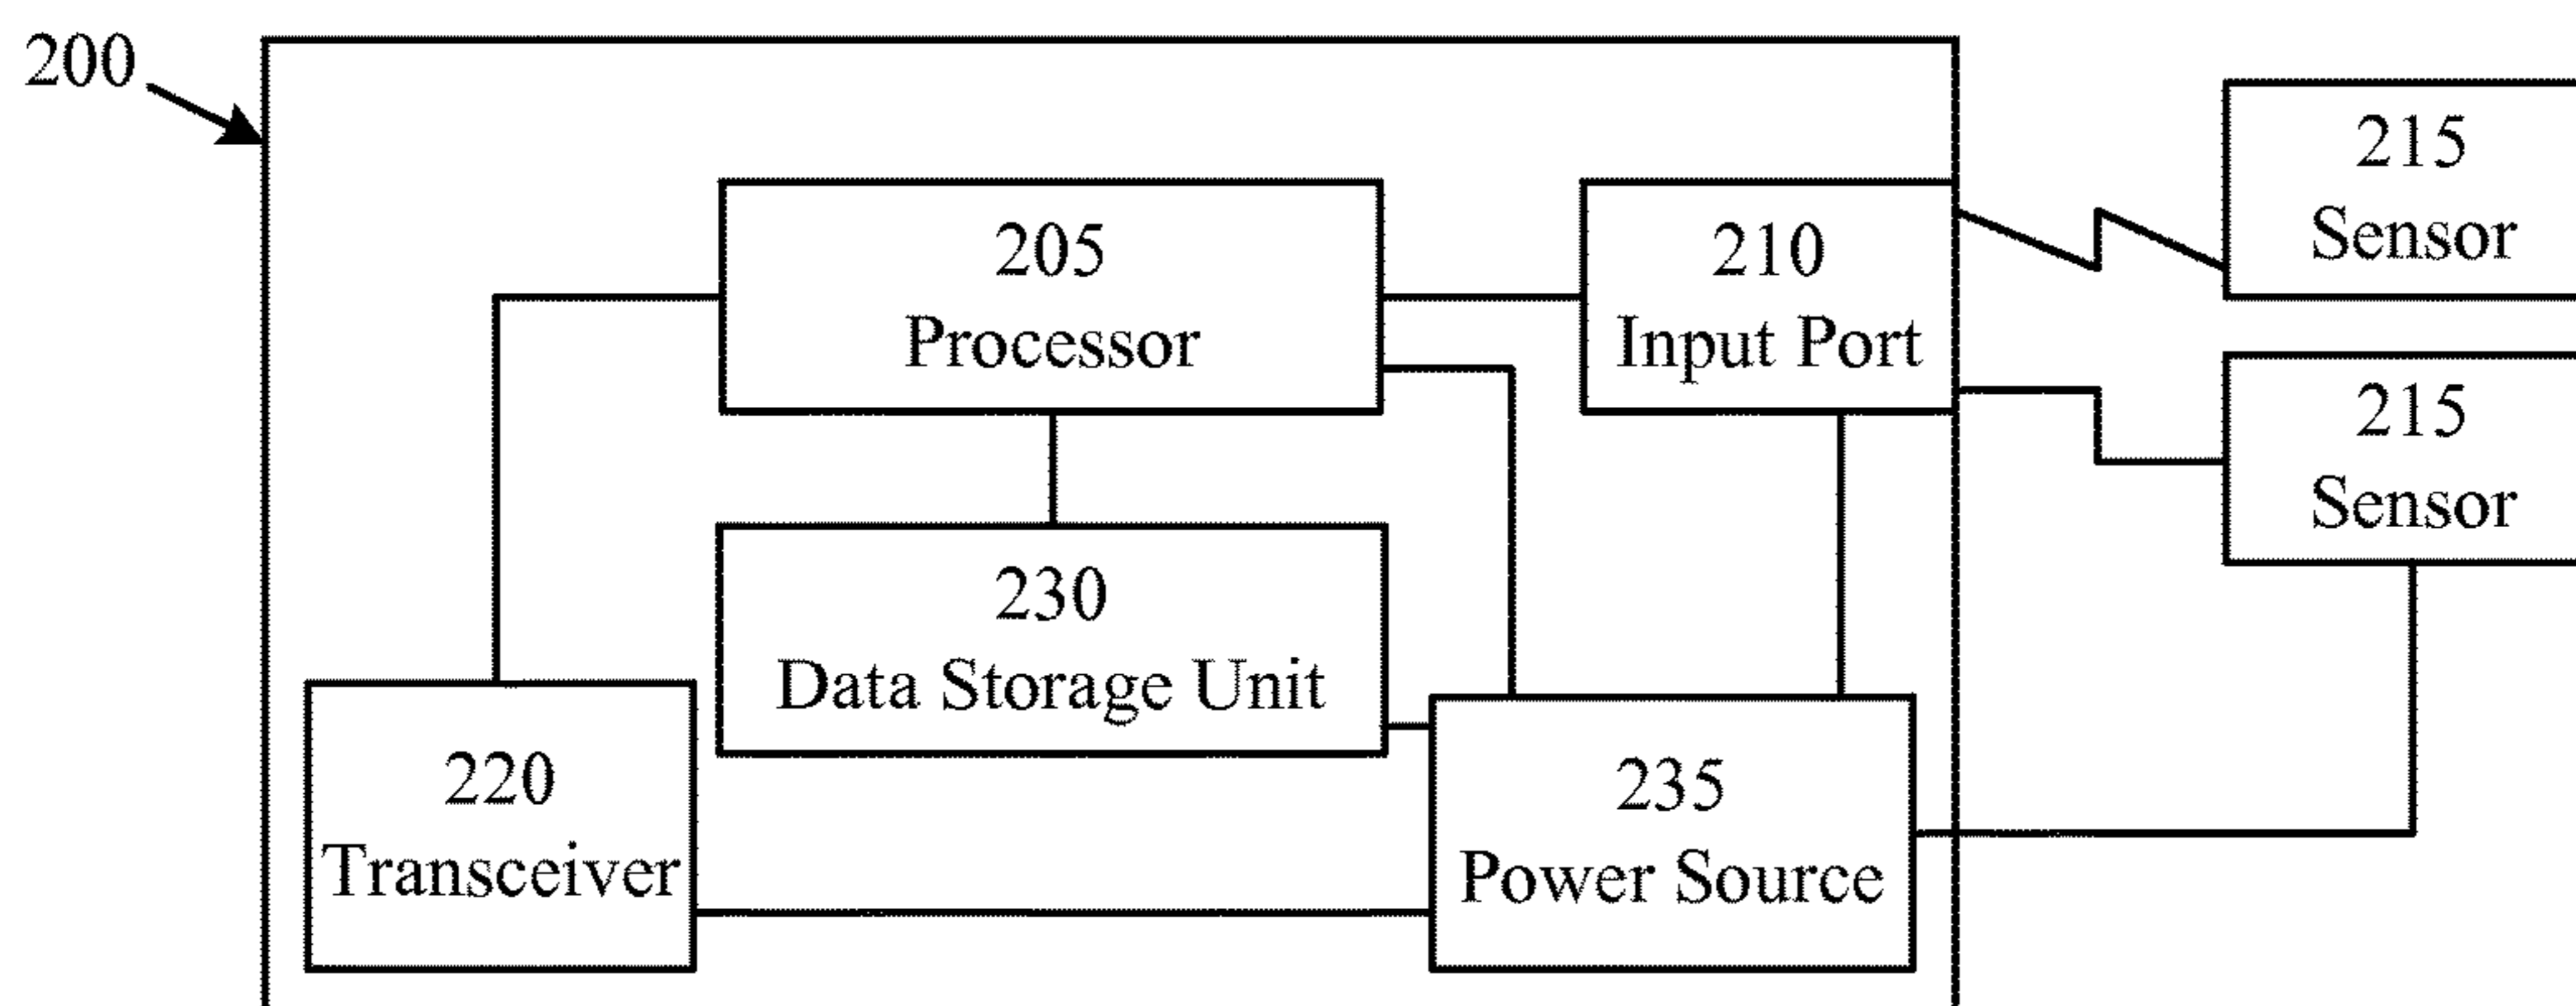 200
215
Sensor
205
Processor
210
Input Port
215
Sensor
230
Data Storage Unit
220
Transceiver
235
Power Source